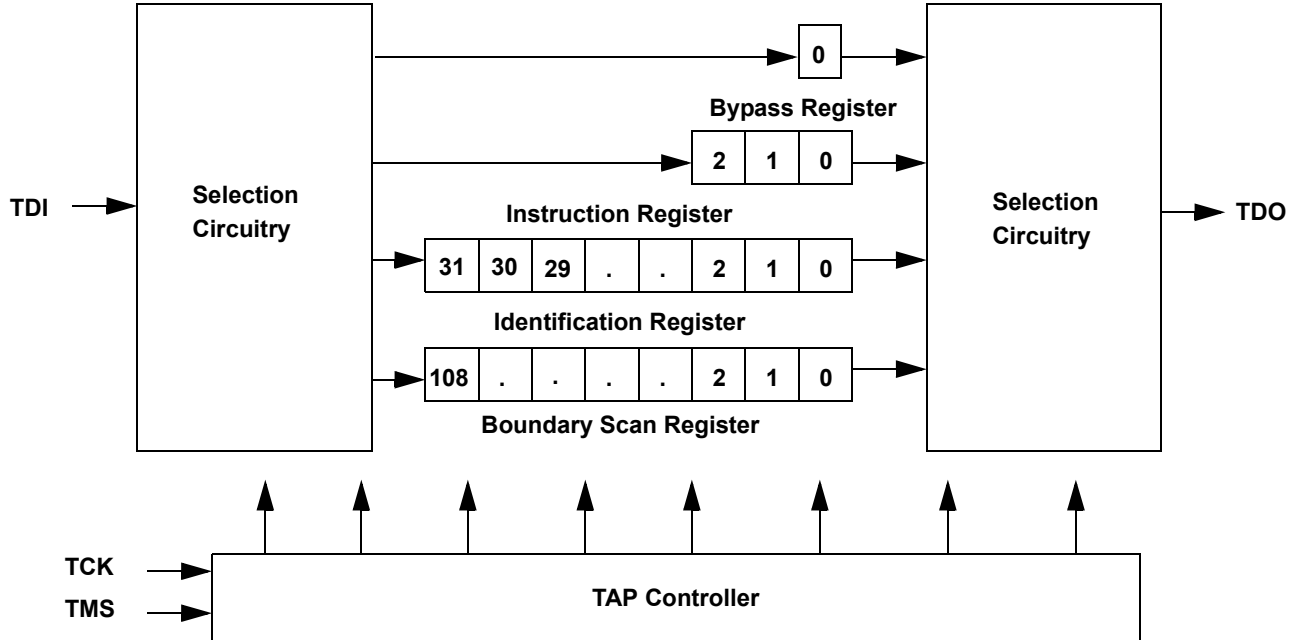 0
Bypass Register
2 1 0
Selection
Circuitry
Selection
Circuitry
TDI
TDO
Instruction Register
31 30 29 . . 2 1 0
Identification Register
108 . . . . 2 1 0
Boundary Scan Register
TCK
TMS
TAP Controller